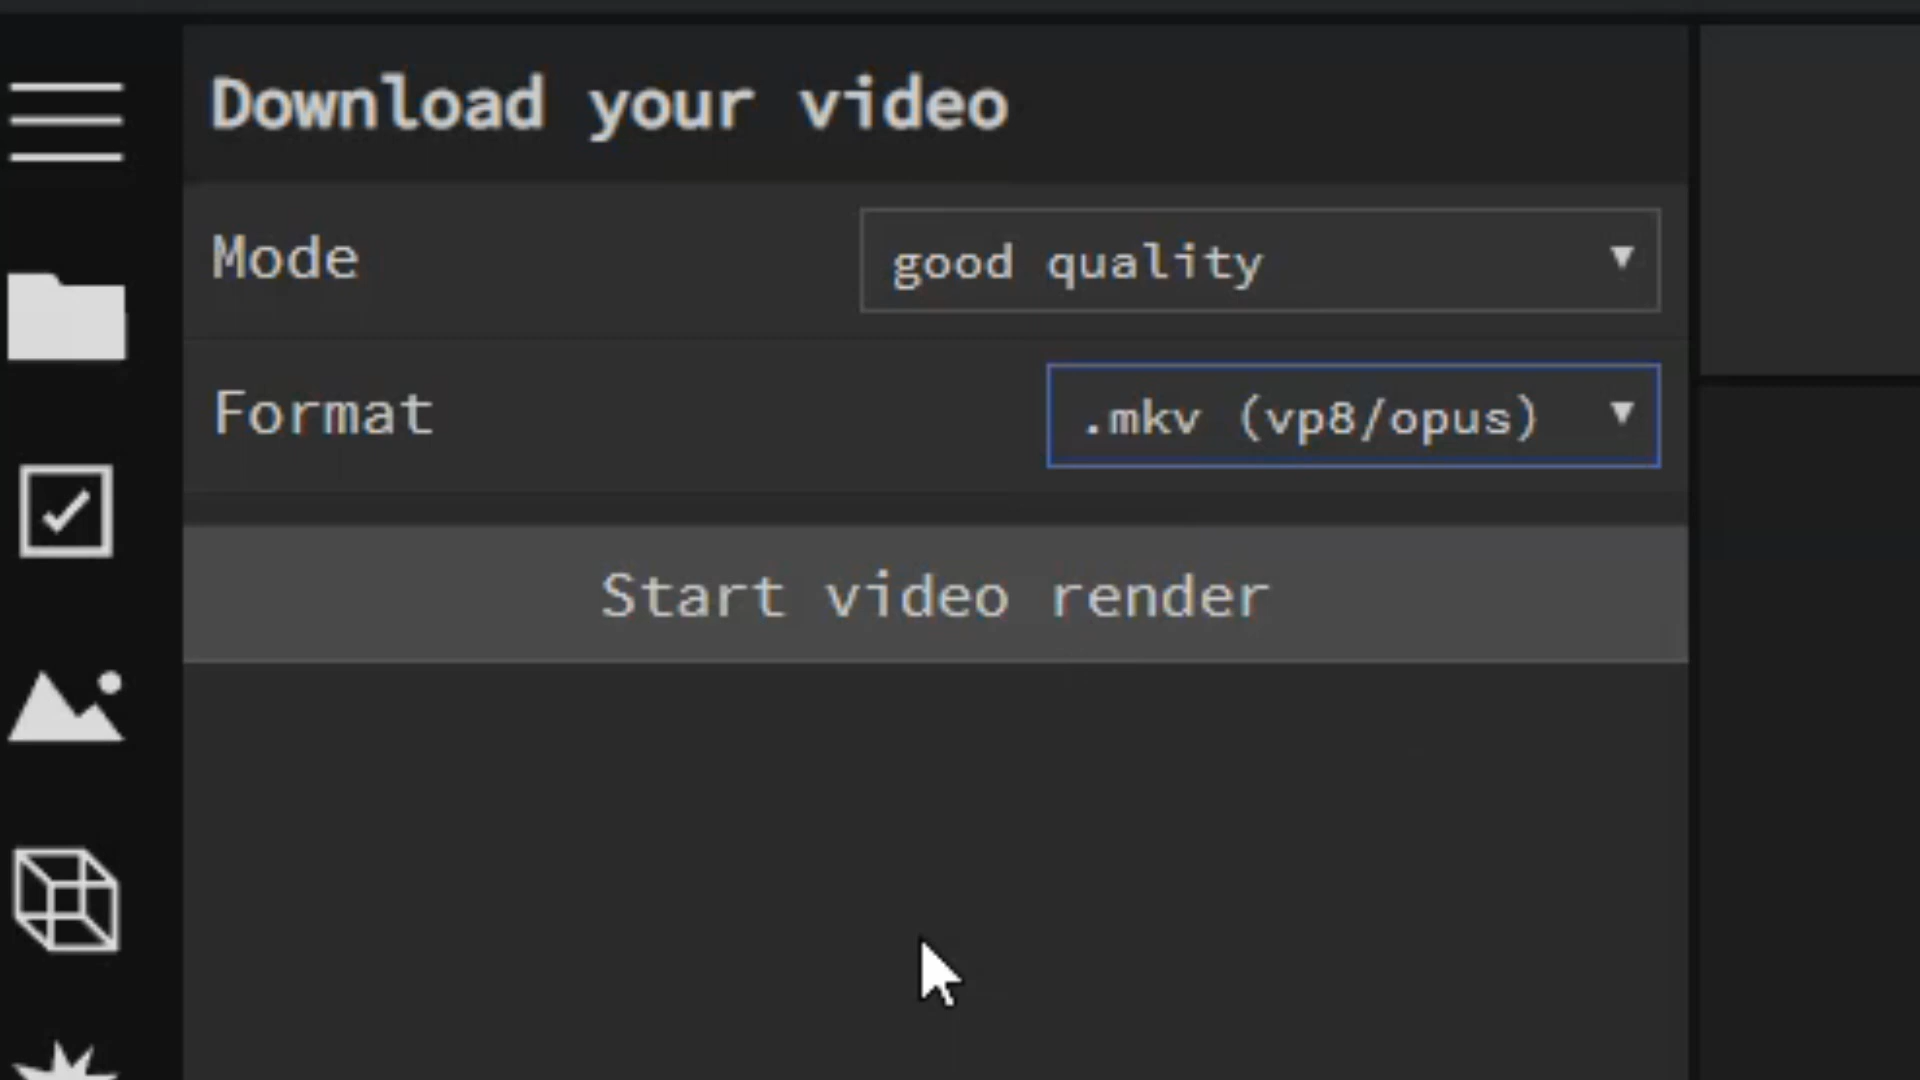 Download your video
Mode
good quality
Format
.mkv (vp8/opus)
Start video render